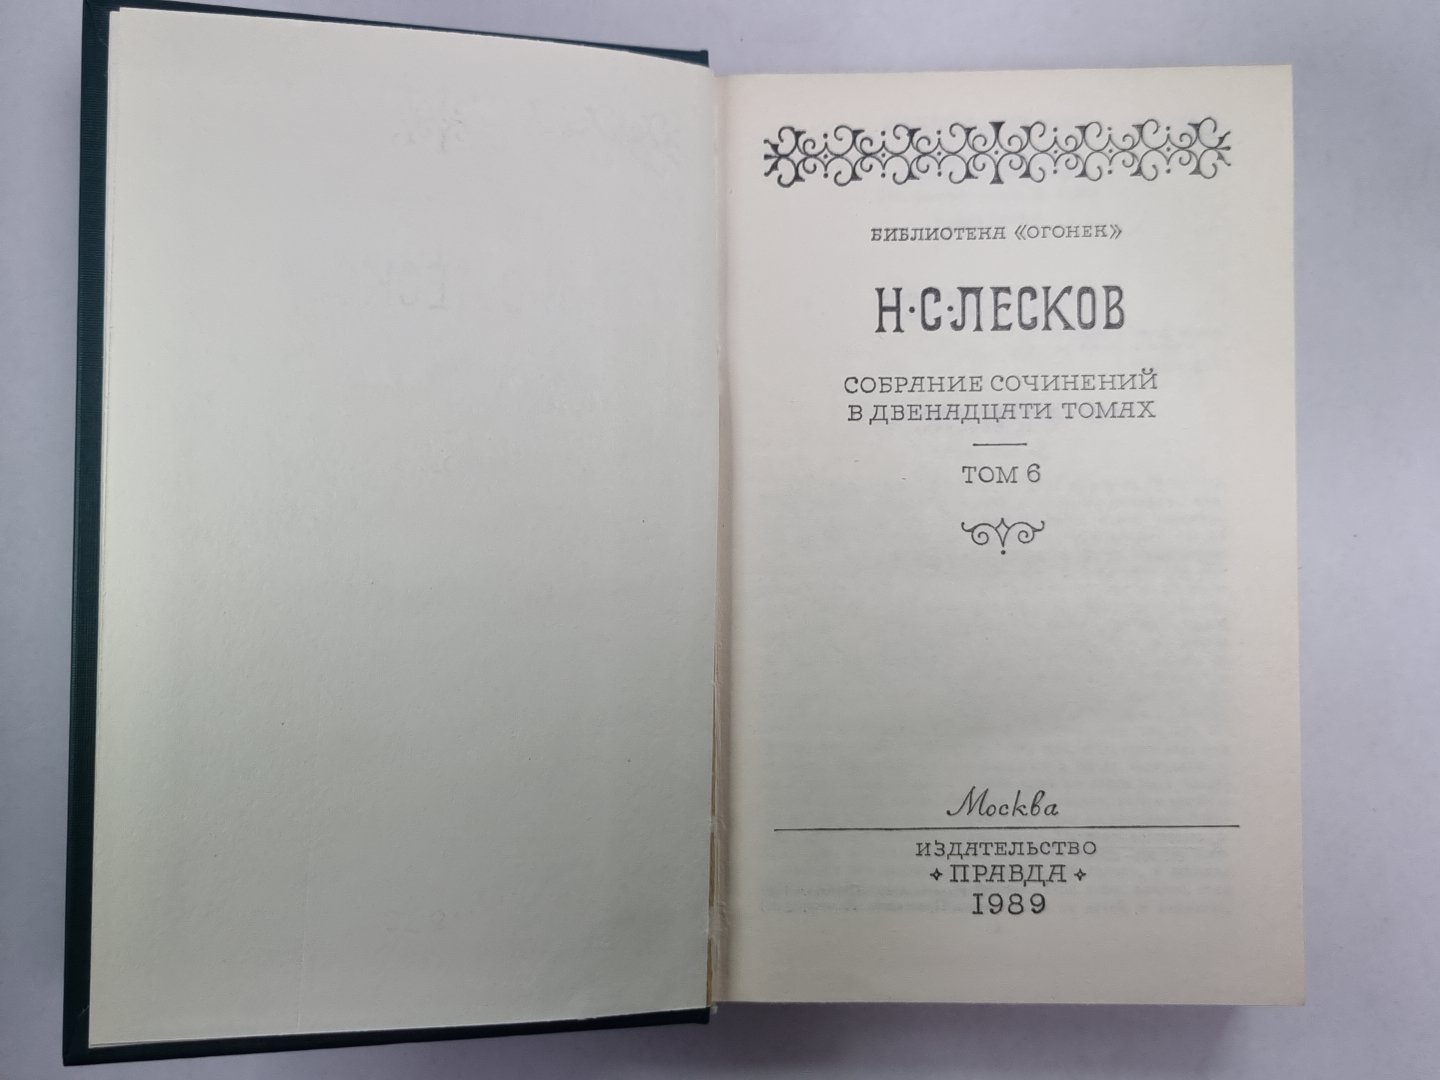 БИБЛИОТЕКА «ОГОНЕК»
Н·С·ЛЕСКОВ
СОБРАНИЕ СОЧИНЕНИЙ
В ДВЕНАДЦАТИ ТОМАХ
ТОМ 6
Москва
ИЗДАТЕЛЬСТВО
ПРАВДА
1989